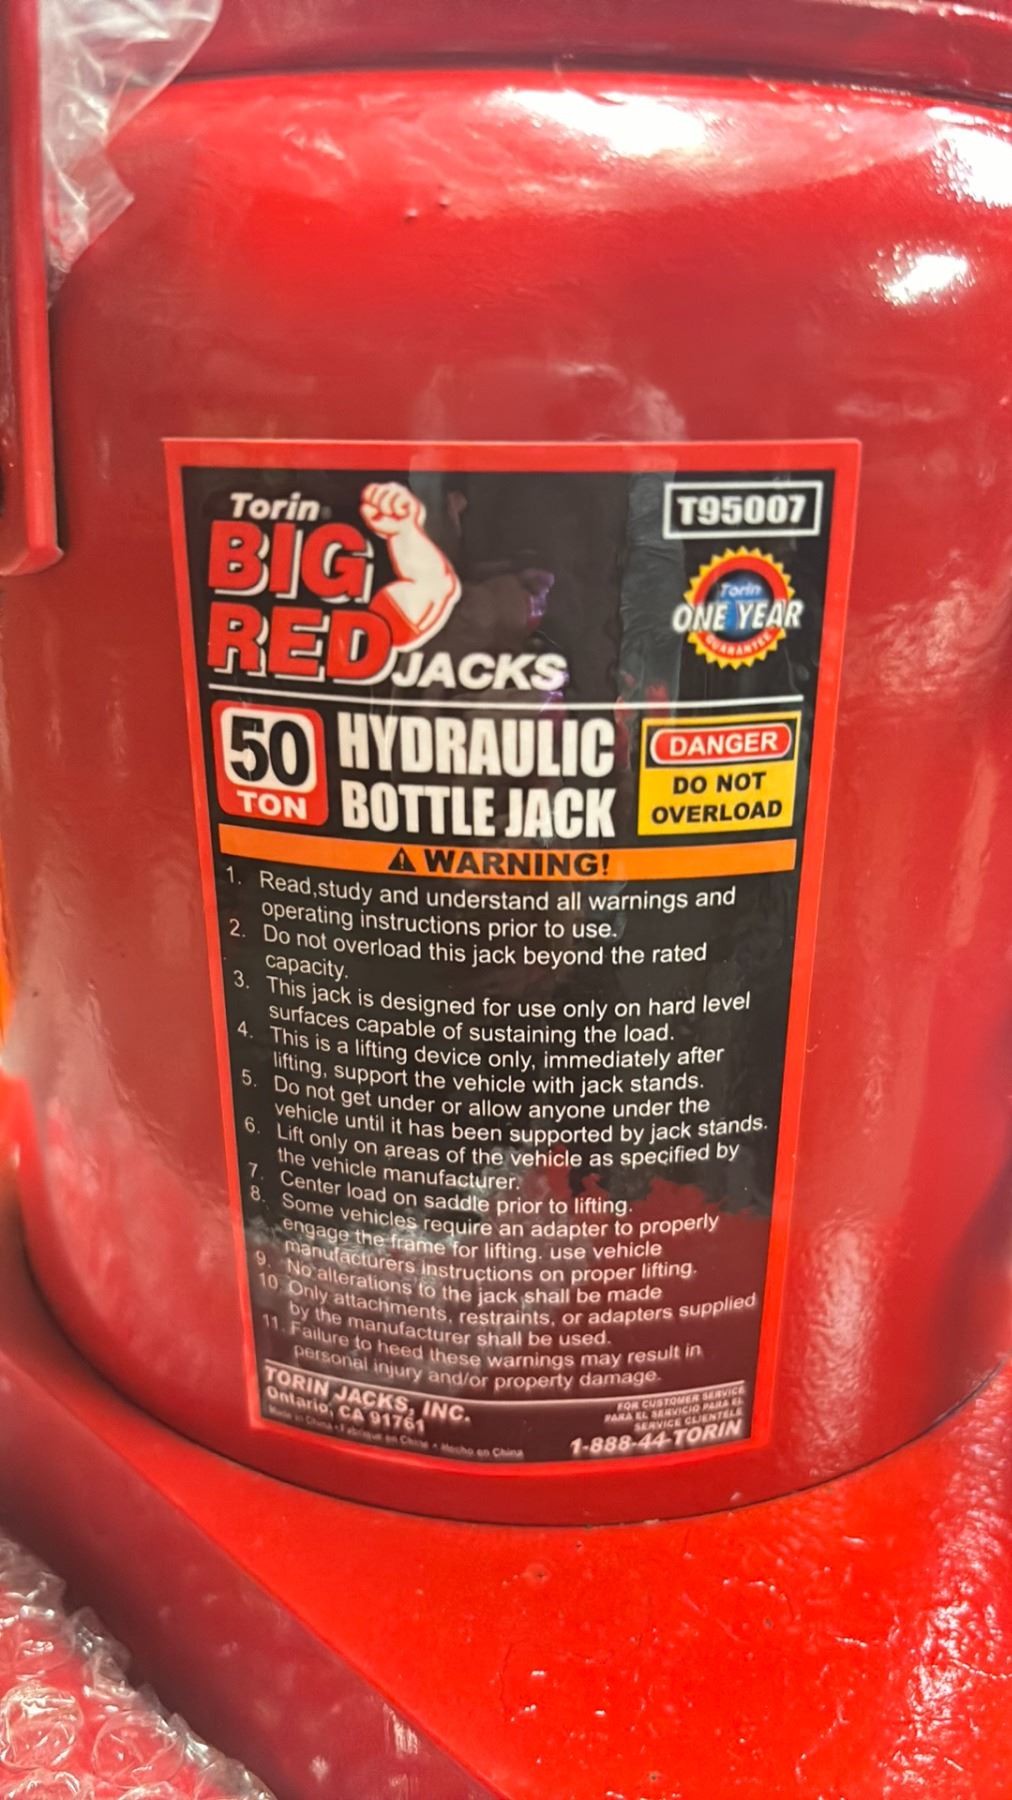 Torin
BIG
RED JACKS
T95007
Torin
ONE YEAR
GUARANTEE
50
TON
HYDRAULIC
BOTTLE JACK
DANGER
DO NOT
OVERLOAD
WARNING!
1. Read,study and understand all warnings and
operating instructions prior to use.
2. Do not overload this jack beyond the rated
capacity.
3. This jack is designed for use only on hard level
surfaces capable of sustaining the load.
4. This is a lifting device only, immediately after
lifting, support the vehicle with jack stands.
5. Do not get under or allow anyone under the
vehicle until it has been supported by jack stands.
6. Lift only on areas of the vehicle as specified by
the vehicle manufacturer.
7. Center load on saddle prior to lifting.
8. Some vehicles require an adapter to properly
engage the frame for lifting. use vehicle
manufacturers instructions on proper lifting.
9. No alterations to the jack shall be made
10. Only attachments, restraints, or adapters supplied
by the manufacturer shall be used.
11. Failure to heed these warnings may result in
personal injury and/or property damage.
TORIN JACKS, INC.
Ontario, CA 91761
Made in China • Fabrique en Chine • Hecho en China
FOR CUSTOMER SERVICE
PARA EL SERVICIO PARA EL
SERVICE CLIENTELE
1-888-44-TORIN